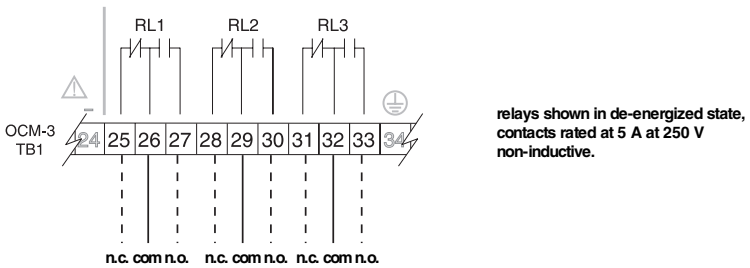 RL1 RL2 RL3
OCM-3
TB1
24 25 26 27 28 29 30 31 32 33 34
relays shown in de-energized state,
contacts rated at 5 A at 250 V
non-inductive.
n.c. com n.o. n.c. com n.o. n.c. com n.o.